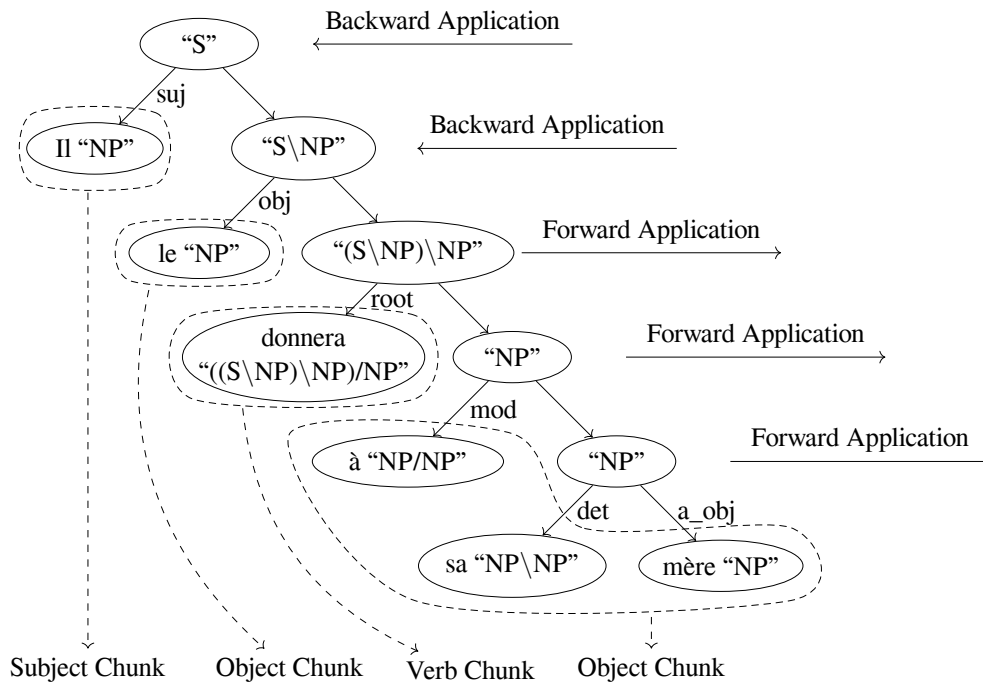 “S”
Backward Application
suj
Il “NP”
“S\NP”
Backward Application
obj
le “NP”
“(S\NP)\NP”
Forward Application
root
donnera
“((S\NP)\NP)/NP”
“NP”
Forward Application
mod
à “NP/NP”
“NP”
Forward Application
det
a_obj
sa “NP\NP”
mère “NP”
Subject Chunk
Object Chunk
Verb Chunk
Object Chunk